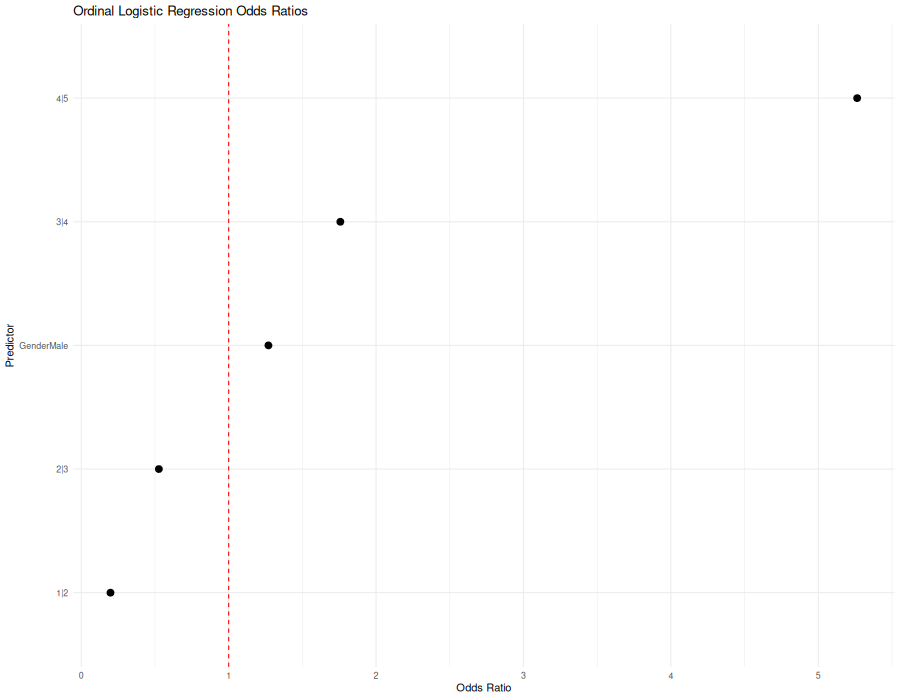 Ordinal Logistic Regression Odds Ratios
4|5
3|4
GenderMale
2|3
1|2
Predictor
0 1 2 3 4 5
Odds Ratio